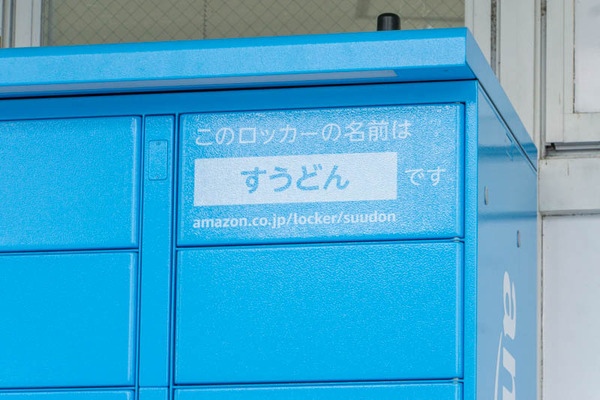 このロッカーの名前は
すうどん です
amazon.co.jp/locker/suudon
am